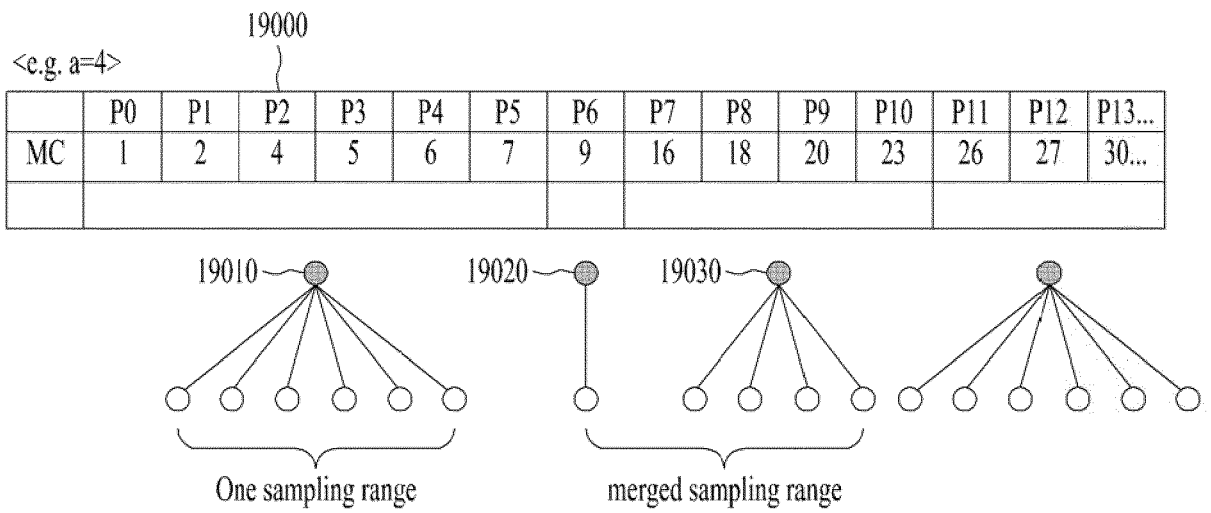 19000
<e.g. a=4>
P0 P1 P2 P3 P4 P5 P6 P7 P8 P9 P10 P11 P12 P13...
MC 1 2 4 5 6 7 9 16 18 20 23 26 27 30...
19010 19020 19030
One sampling range merged sampling range